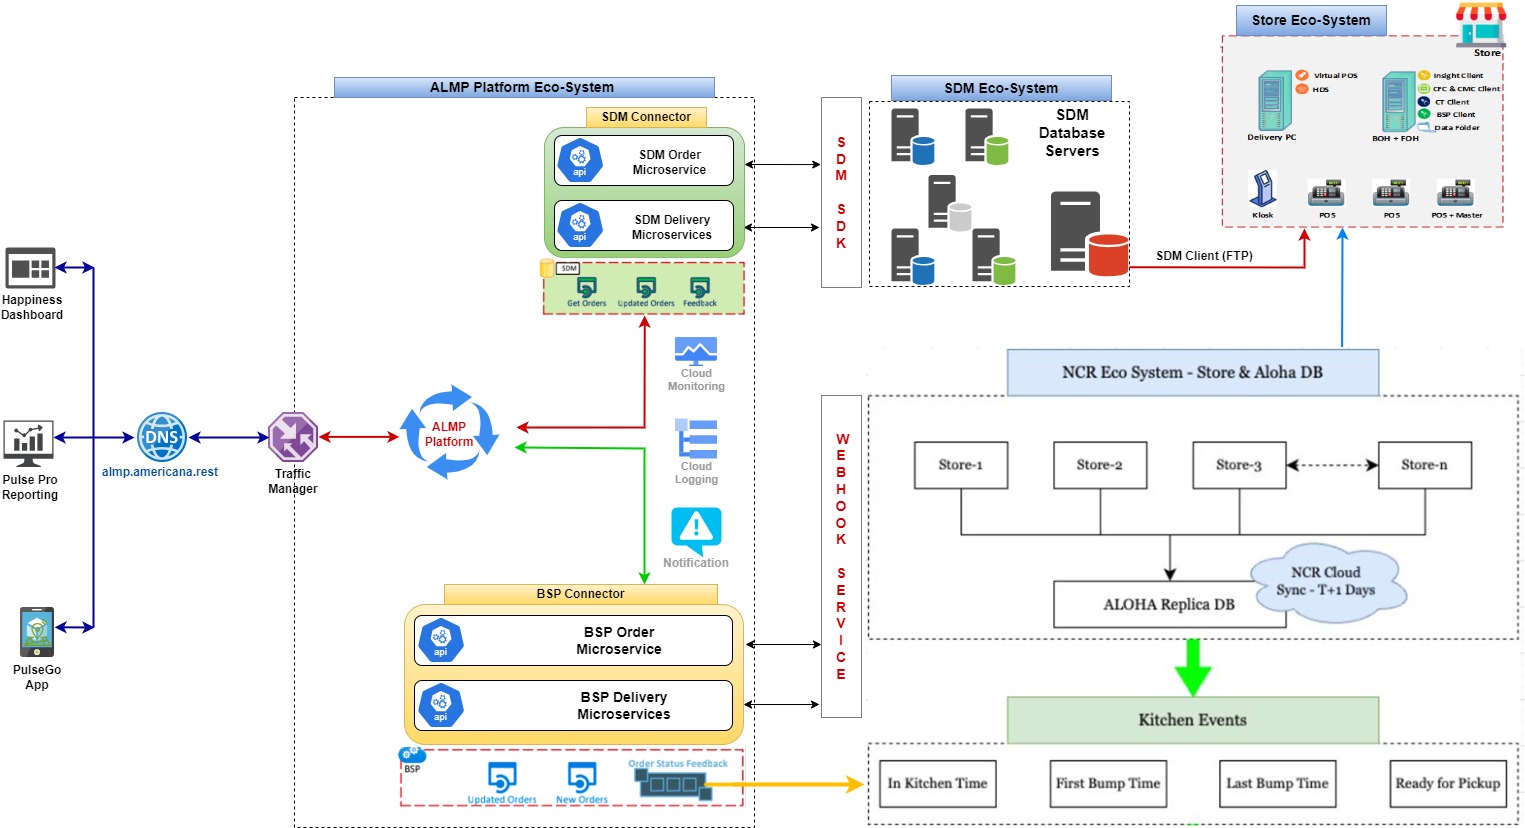 Store Eco-System
Store
Virtual POS
HDS
Delivery PC
Insight Client
CFC & CMC Client
CT Client
BSP Client
Data Folder
BOH + FOH
Kiosk
POS
POS
POS + Master
ALMP Platform Eco-System
SDM Connector
SDM Order
Microservice
api
SDM Delivery
Microservices
api
SDM
Get Orders
Updated Orders
Feedback
SDM SDK
SDM Eco-System
SDM
Database
Servers
SDM Client (FTP)
Happiness
Dashboard
Pulse Pro
Reporting
PulseGo
App
DNS
almp.americana.rest
Traffic
Manager
ALMP
Platform
Cloud
Monitoring
Cloud
Logging
Notification
BSP Connector
BSP Order
Microservice
api
BSP Delivery
Microservices
api
BSP
Updated Orders
New Orders
Order Status Feedback
WEBHOOK SERVICE
NCR Eco System - Store & Aloha DB
Store-1
Store-2
Store-3
Store-n
ALOHA Replica DB
NCR Cloud
Sync - T+1 Days
Kitchen Events
In Kitchen Time
First Bump Time
Last Bump Time
Ready for Pickup